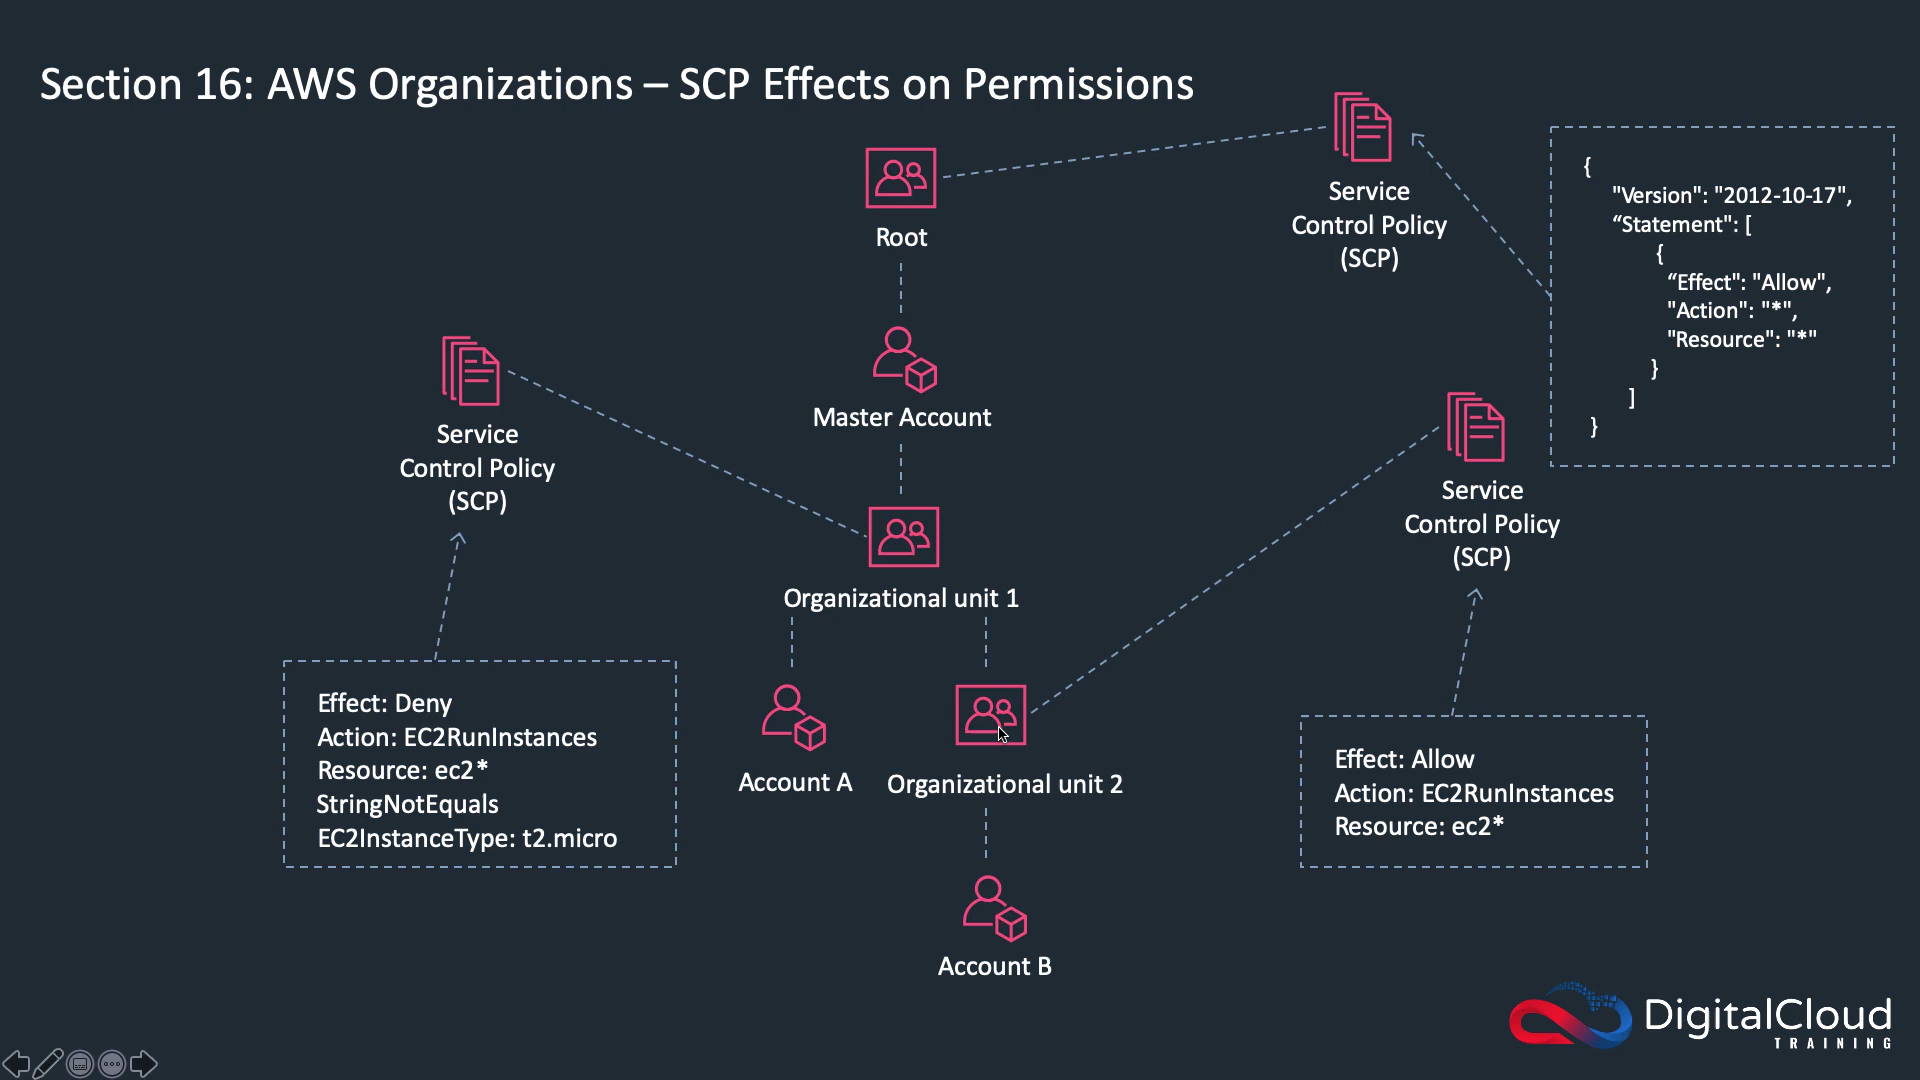 Section 16: AWS Organizations – SCP Effects on Permissions
Root
Master Account
Organizational unit 1
Account A
Organizational unit 2
Account B
Service
Control Policy
(SCP)
{
"Version": "2012-10-17",
“Statement": [
{
“Effect": "Allow",
"Action": "*",
"Resource": "*"
}
]
}
Service
Control Policy
(SCP)
Effect: Deny
Action: EC2RunInstances
Resource: ec2*
StringNotEquals
EC2InstanceType: t2.micro
Service
Control Policy
(SCP)
Effect: Allow
Action: EC2RunInstances
Resource: ec2*
DigitalCloud
TRAINING